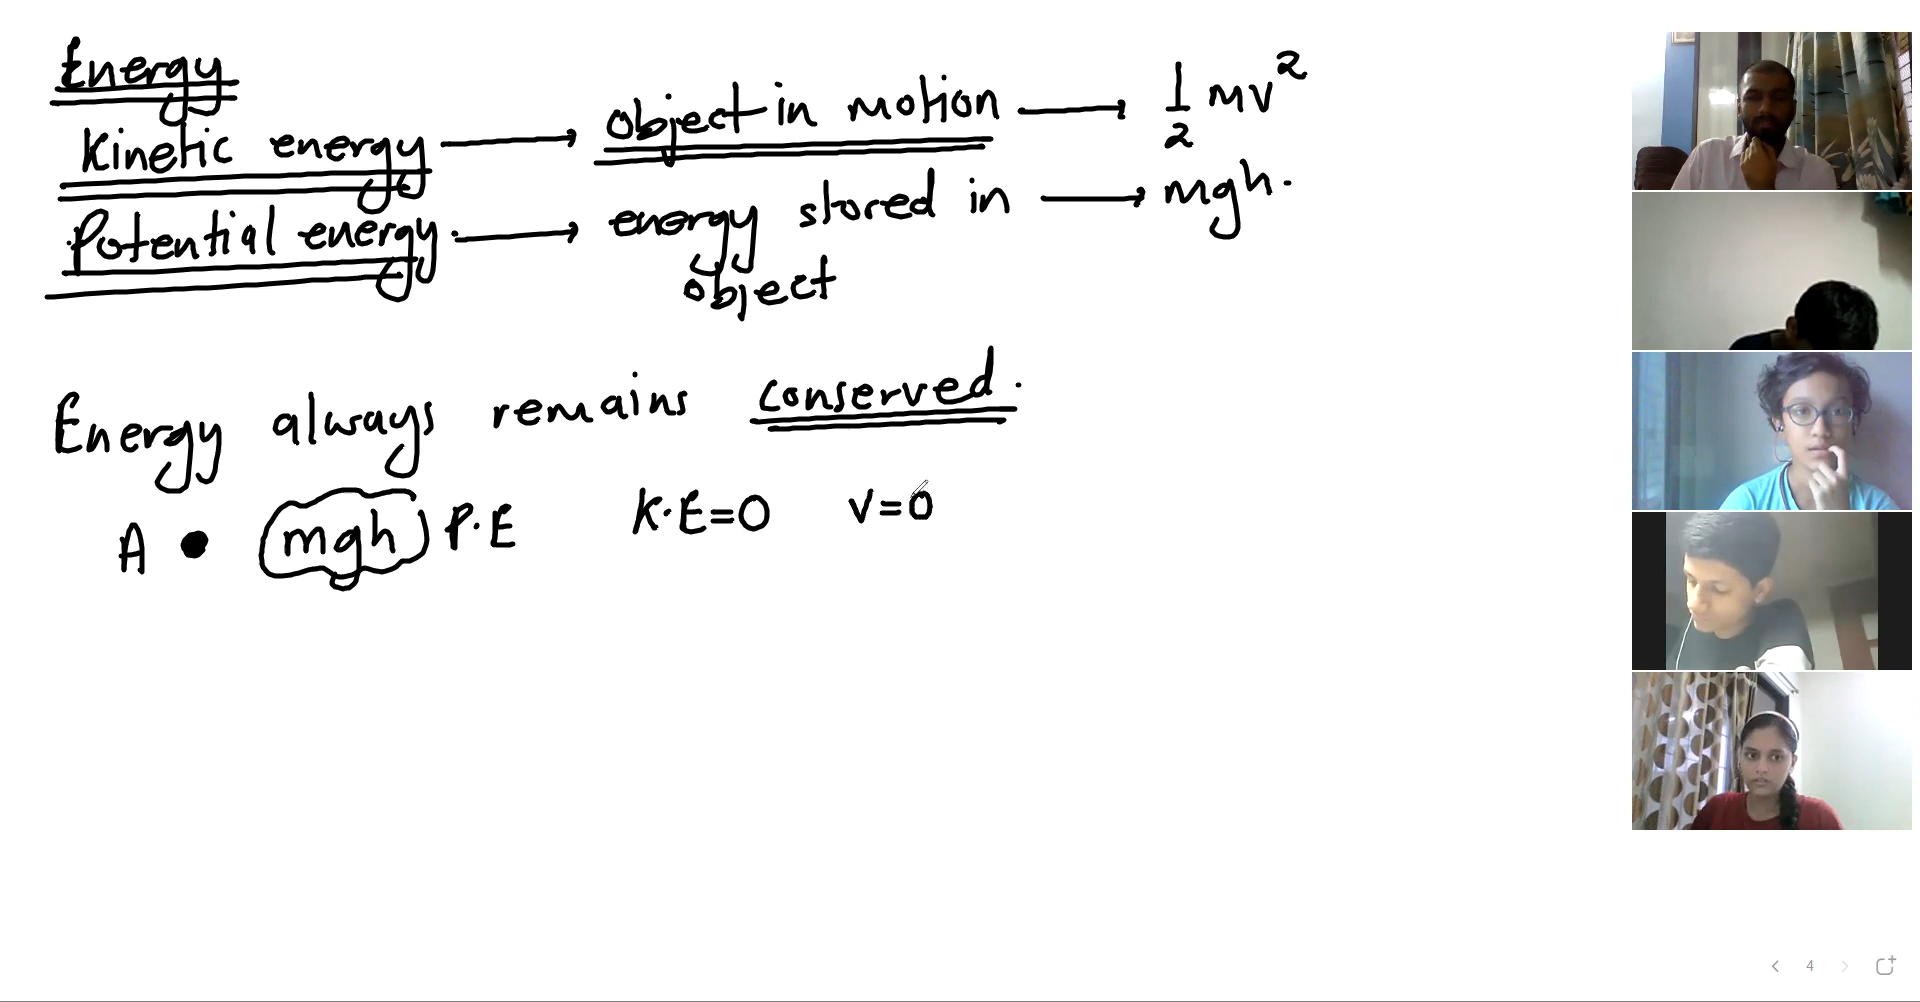 Energy
Kinetic energy → object in motion → 1/2 mv²
Potential energy. → energy stored in → mgh.
object
Energy always remains conserved.
A • mgh P.E K.E=0 V=0
4